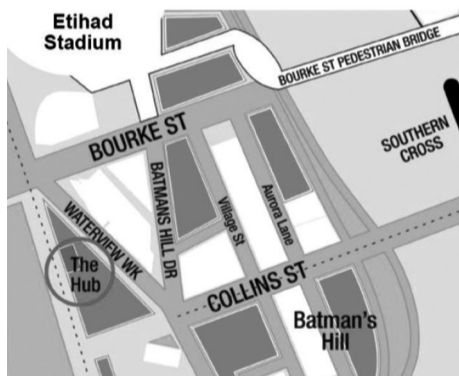 Etihad
Stadium
BOURKE ST PEDESTRIAN BRIDGE
BOURKE ST
SOUTHERN
CROSS
BATMANS HILL DR
Village St
Aurora Lane
WATERVIEW WK
The
Hub
COLLINS ST
Batman's
Hill